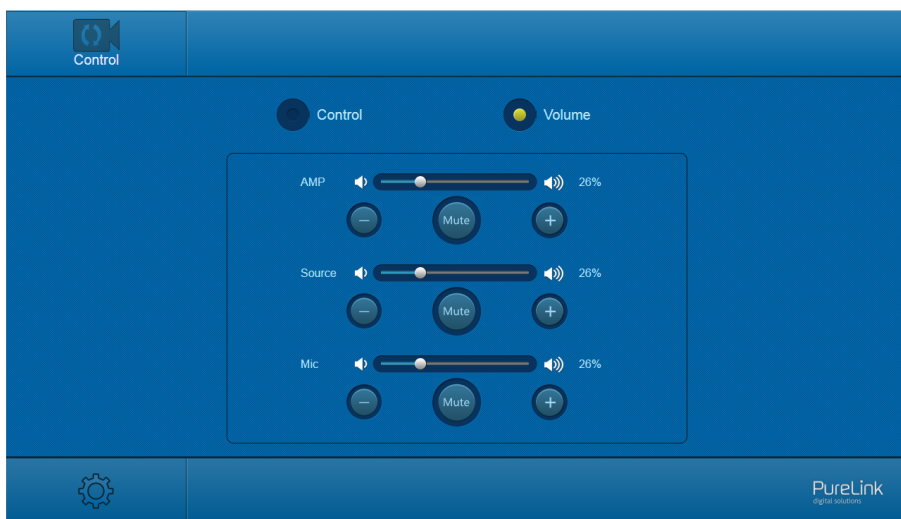 Control
Control
Volume
AMP 26%
Mute
Source 26%
Mute
Mic 26%
Mute
PureLink
digital solutions